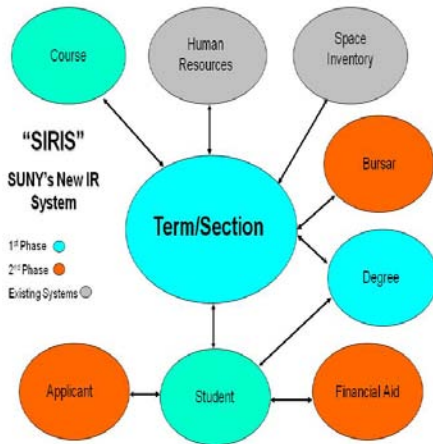 Course
Human
Resources
Space
Inventory
"SIRIS"
SUNY's New IR
System
1st Phase
2nd Phase
Existing Systems
Term/Section
Bursar
Degree
Applicant
Student
Financial Aid